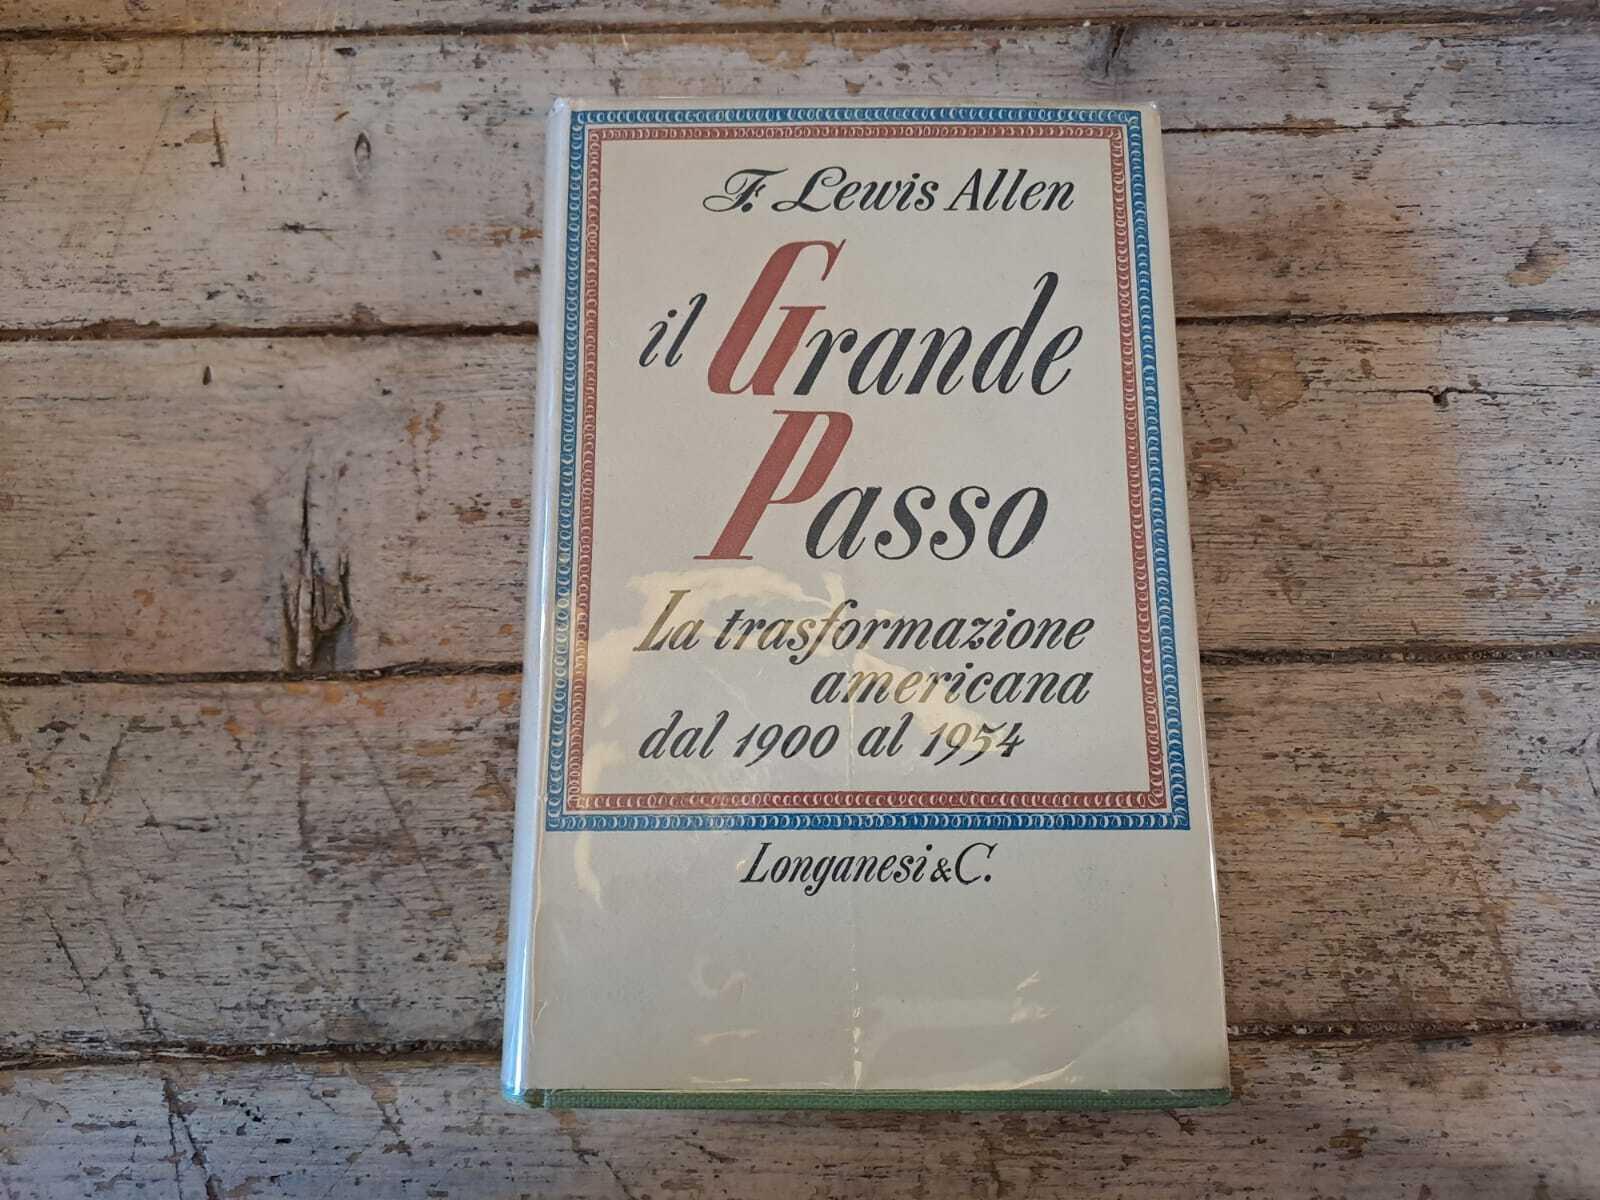 F. Lewis Allen
il Grande
Passo
La trasformazione
americana
dal 1900 al 1954
Longanesi & C.